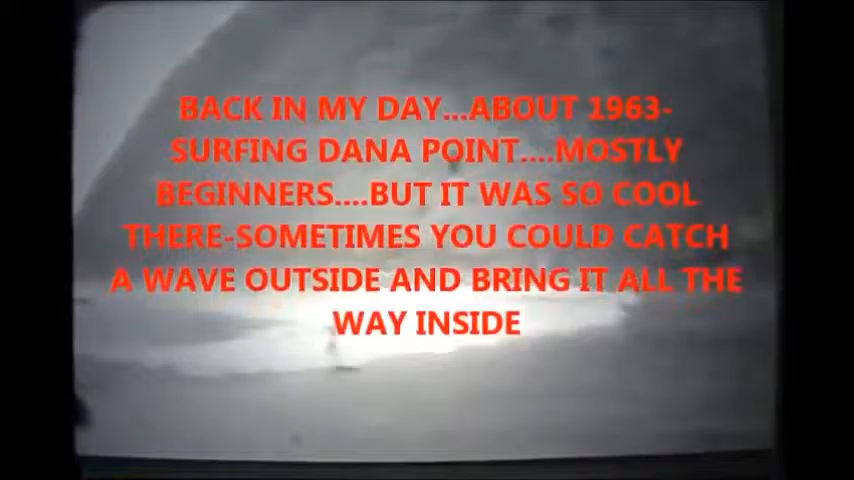 BACK IN MY DAY...ABOUT 1963-
SURFING DANA POINT....MOSTLY
BEGINNERS....BUT IT WAS SO COOL
THERE-SOMETIMES YOU COULD CATCH
A WAVE OUTSIDE AND BRING IT ALL THE
WAY INSIDE